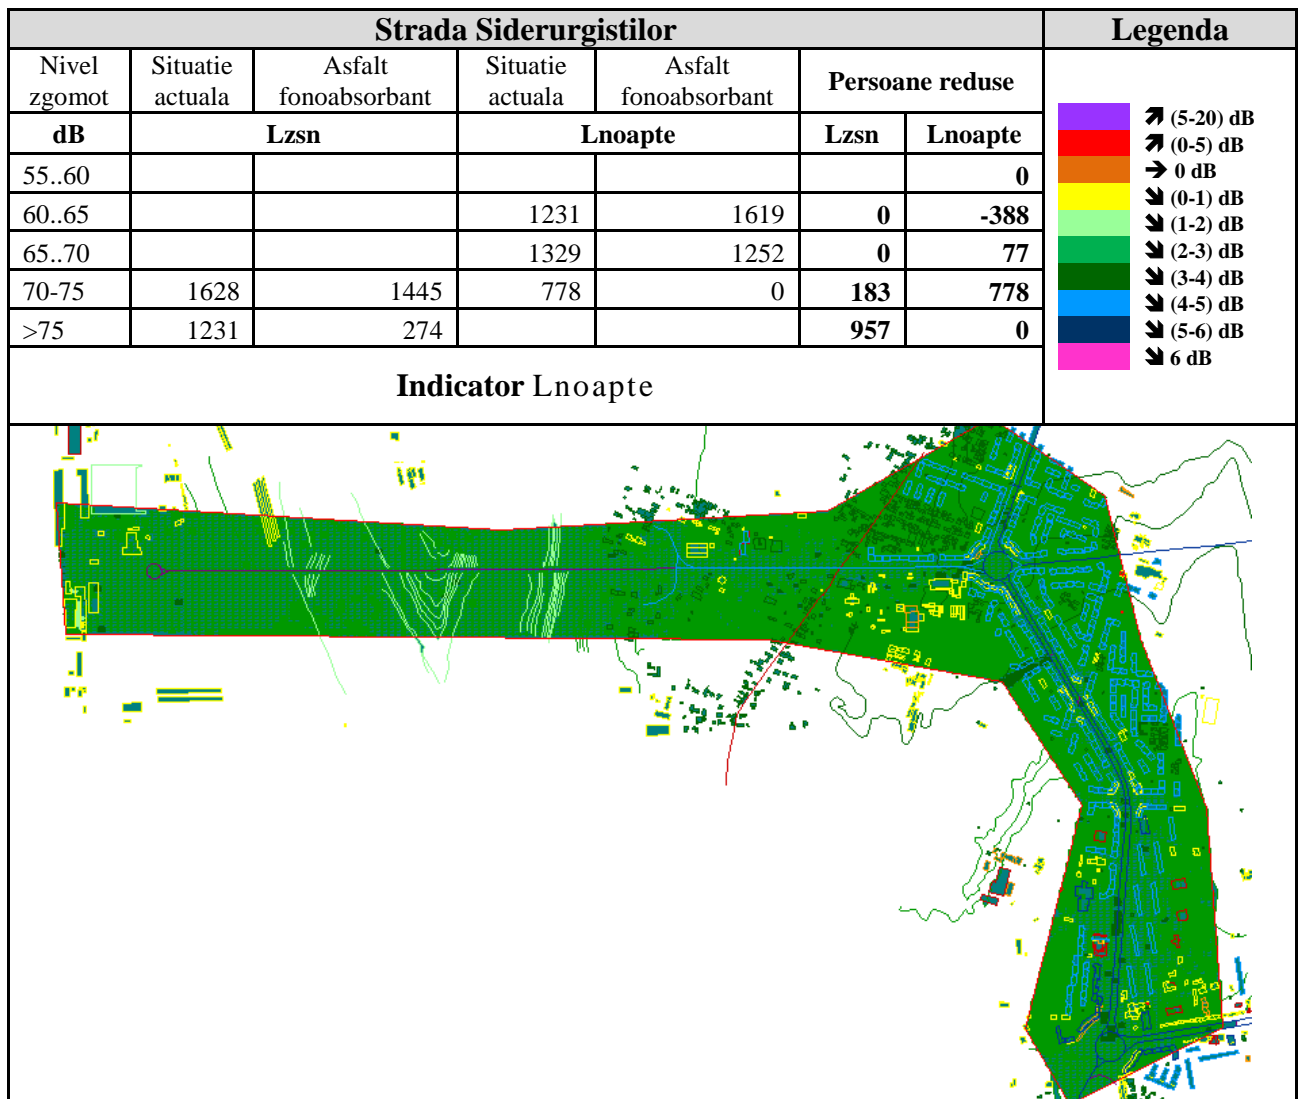 Strada Siderurgistilor
Legenda
Nivel zgomot
Situatie actuala
Asfalt fonoabsorbant
Situatie actuala
Asfalt fonoabsorbant
Persoane reduse
dB
Lzsn
Lnoapte
Lzsn
Lnoapte
55..60 0
60..65 1231 1619 0 -388
65..70 1329 1252 0 77
70-75 1628 1445 778 0 183 778
>75 1231 274 957 0
Indicator Lnoapte
↗ (5-20) dB
↗ (0-5) dB
→ 0 dB
↘ (0-1) dB
↘ (1-2) dB
↘ (2-3) dB
↘ (3-4) dB
↘ (4-5) dB
↘ (5-6) dB
↘ 6 dB